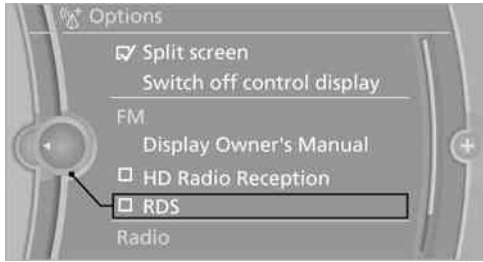 Options
Split screen
Switch off control display
FM
Display Owner's Manual
HD Radio Reception
RDS
Radio